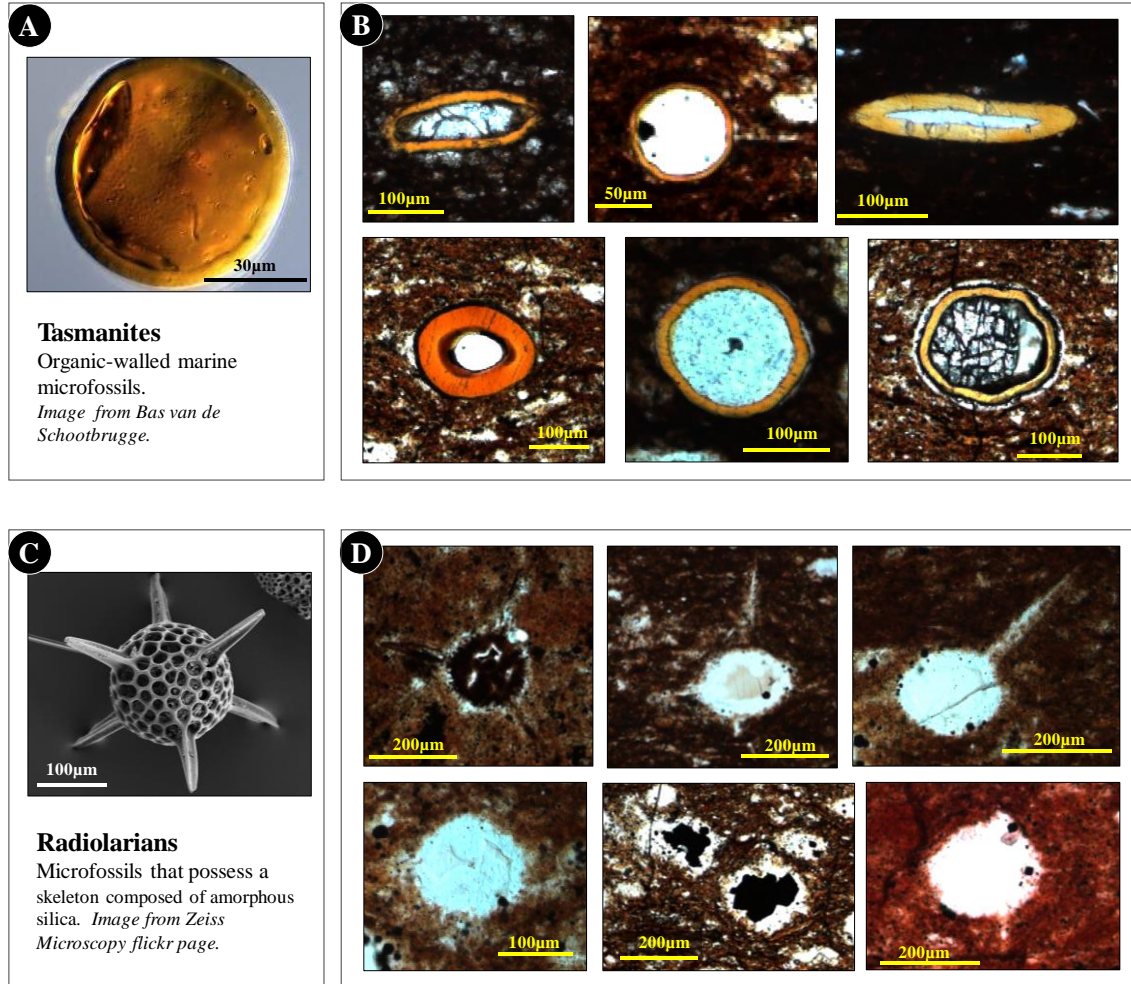 A
30µm
Tasmanites
Organic-walled marine
microfossils.
Image from Bas van de
Schootbrugge.
B
100µm
50µm
100µm
100µm
100µm
100µm
C
100µm
Radiolarians
Microfossils that possess a
skeleton composed of amorphous
silica. Image from Zeiss
Microscopy flickr page.
D
200µm
200µm
200µm
100µm
200µm
200µm